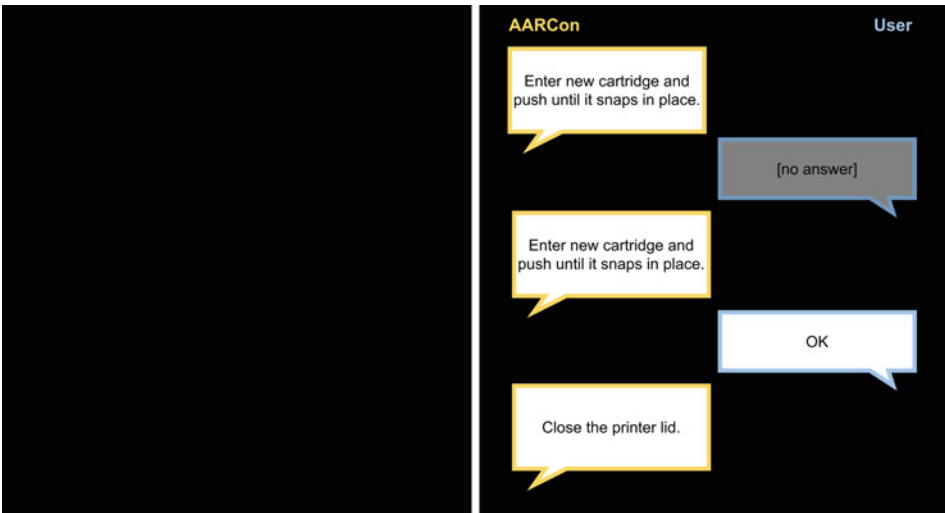 AARCon
User
Enter new cartridge and
push until it snaps in place.
[no answer]
Enter new cartridge and
push until it snaps in place.
OK
Close the printer lid.